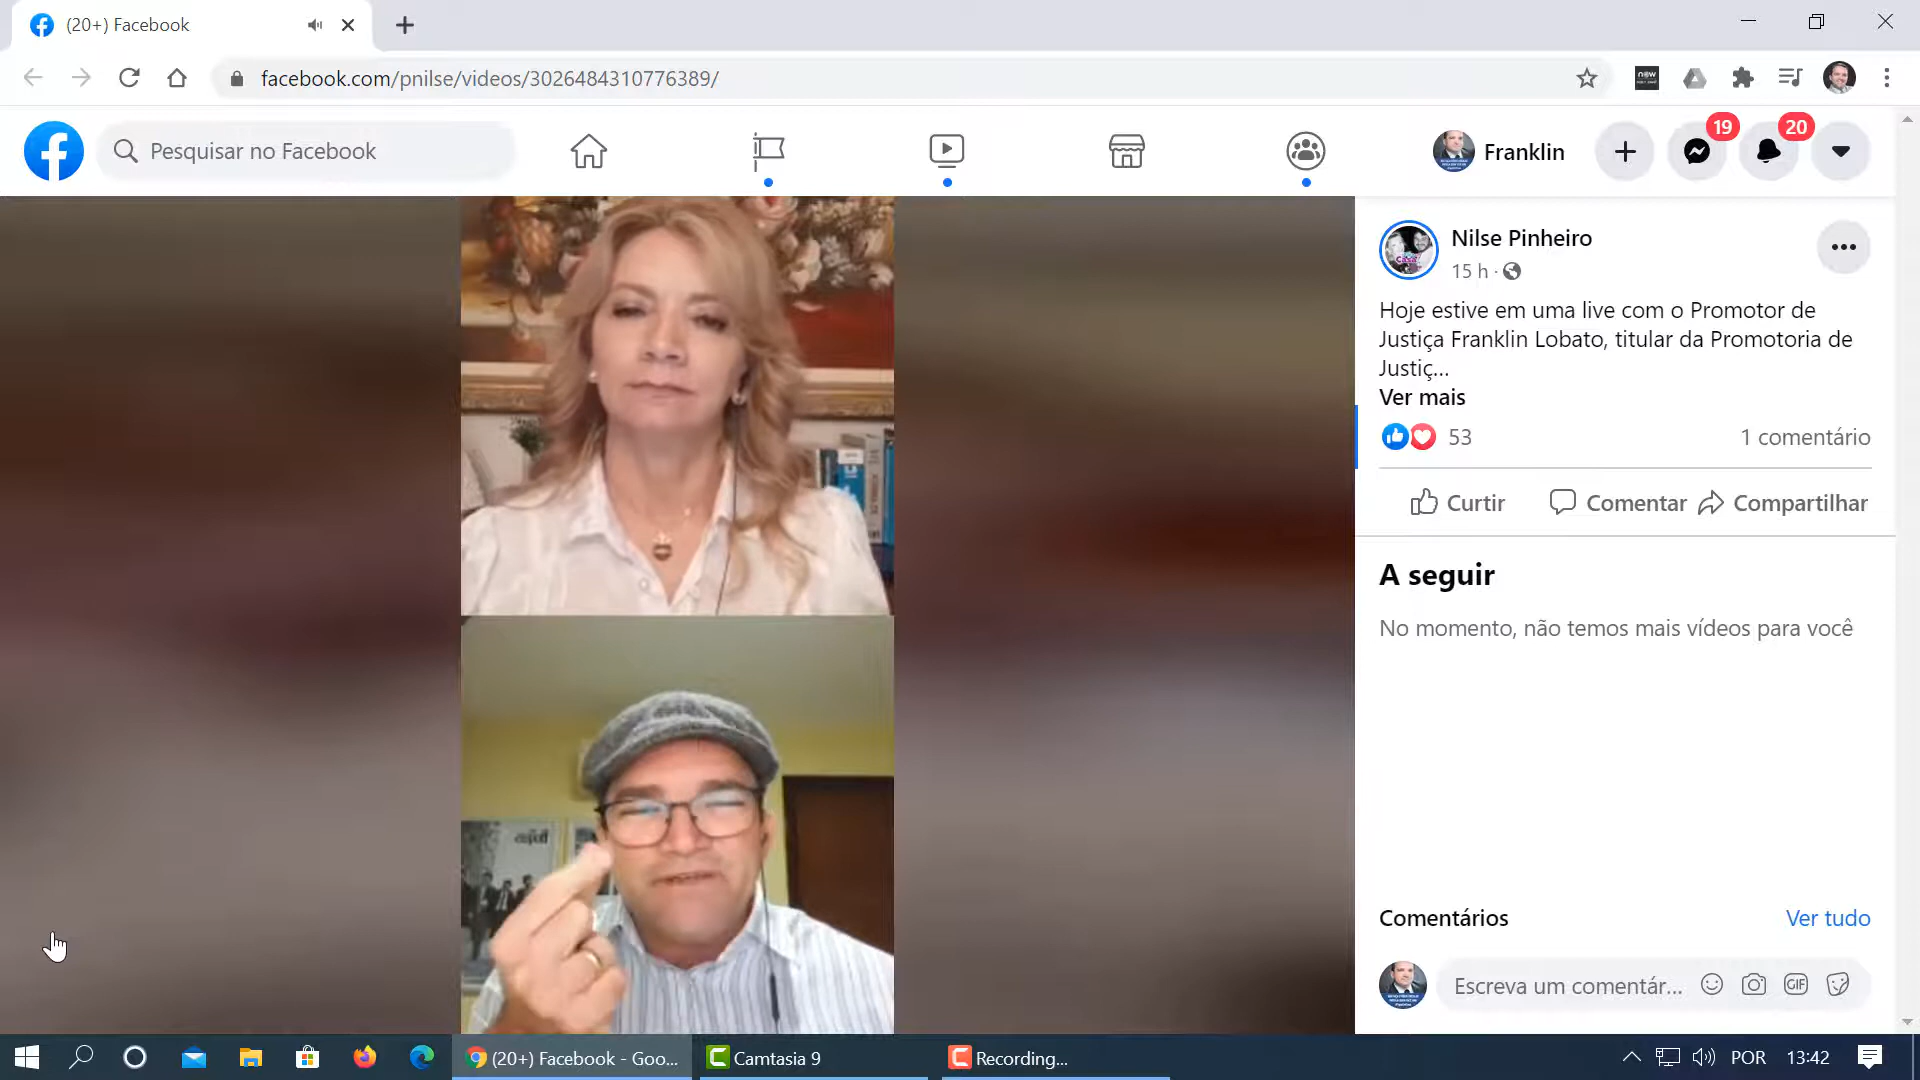 (20+) Facebook
facebook.com/pnilse/videos/3026484310776389/
Pesquisar no Facebook
Franklin
19
20
Nilse Pinheiro
15 h ·
Hoje estive em uma live com o Promotor de
Justiça Franklin Lobato, titular da Promotoria de
Justiç...
Ver mais
53
1 comentário
Curtir
Comentar
Compartilhar
A seguir
No momento, não temos mais vídeos para você
Comentários
Ver tudo
Escreva um comentár...
GIF
(20+) Facebook - Goo...
Camtasia 9
Recording...
POR
13:42